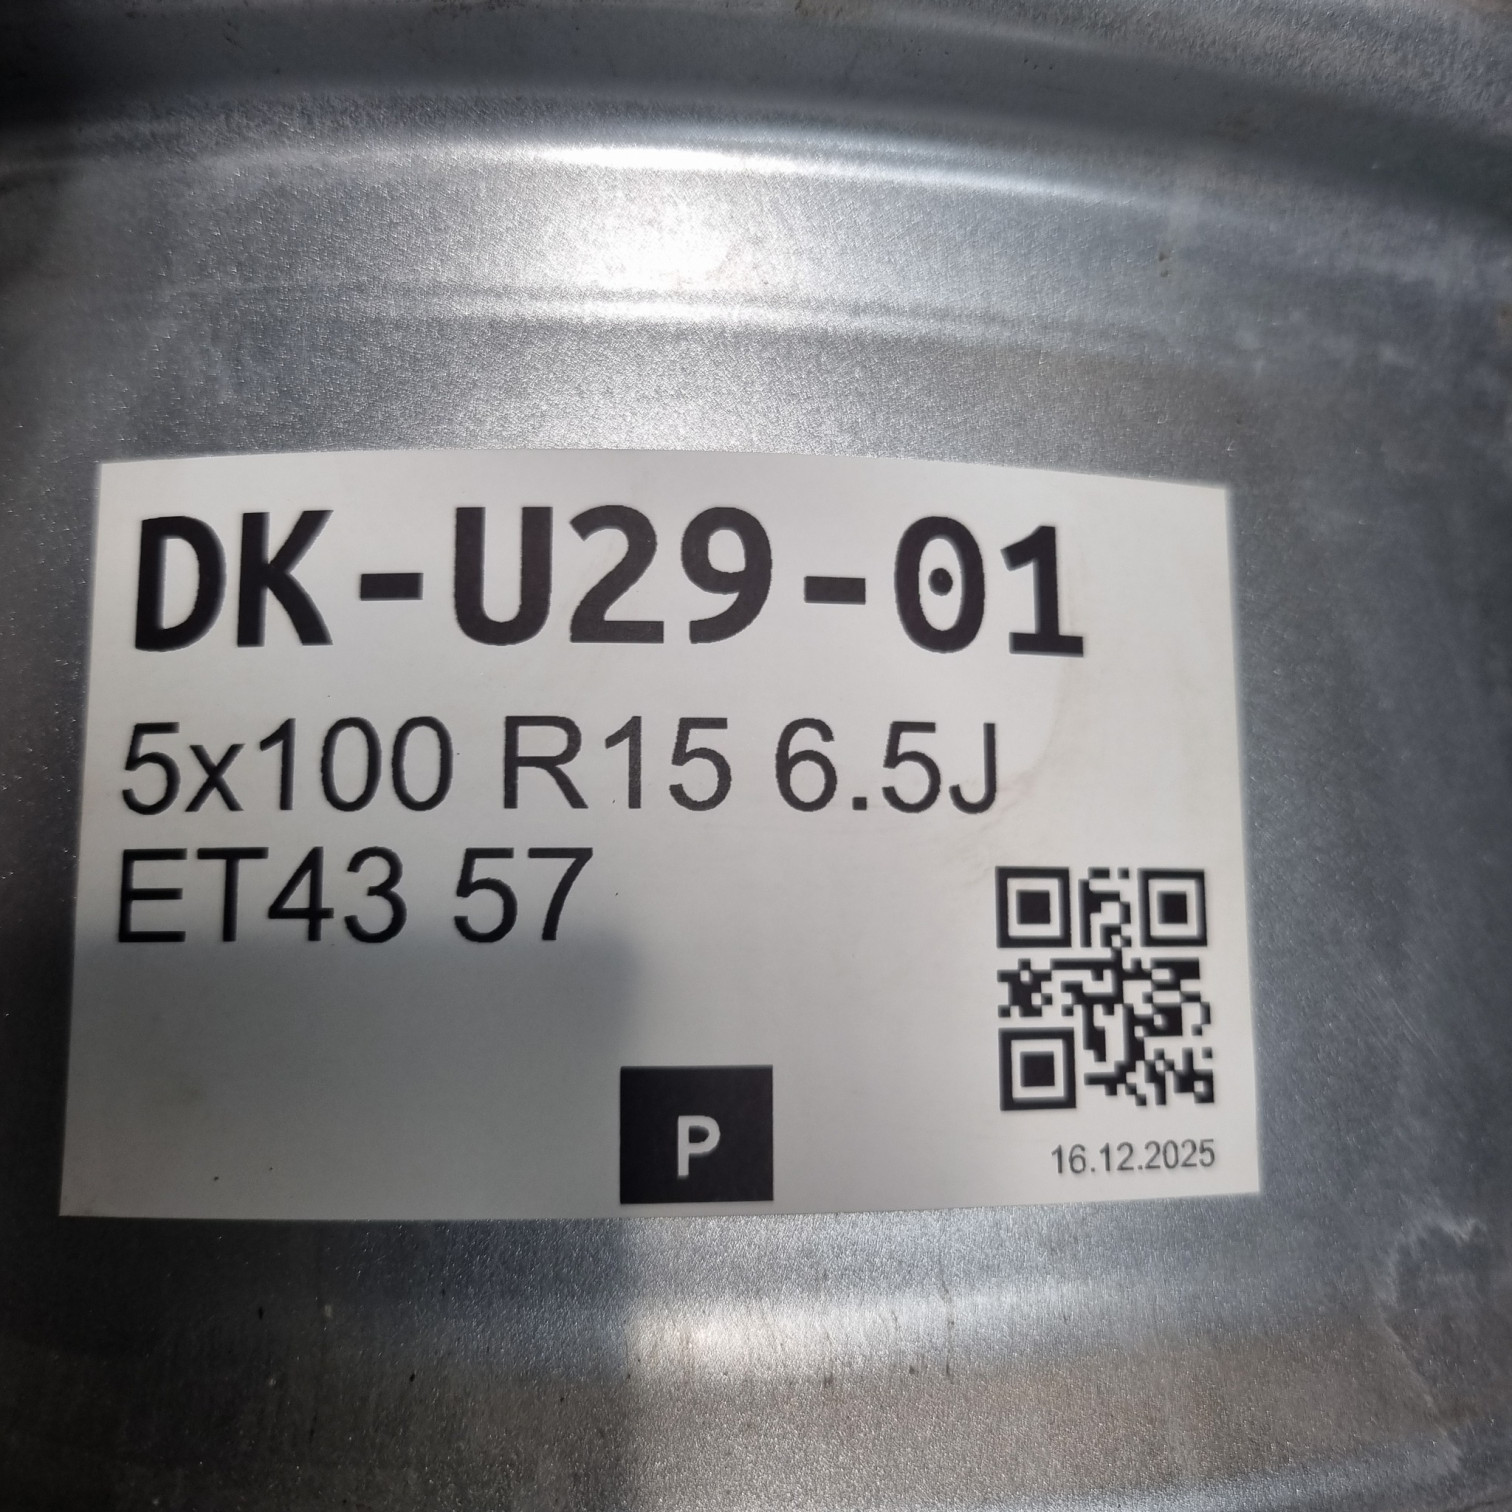 DK-U29-01
5x100 R15 6.5J
ET43 57
P
16.12.2025